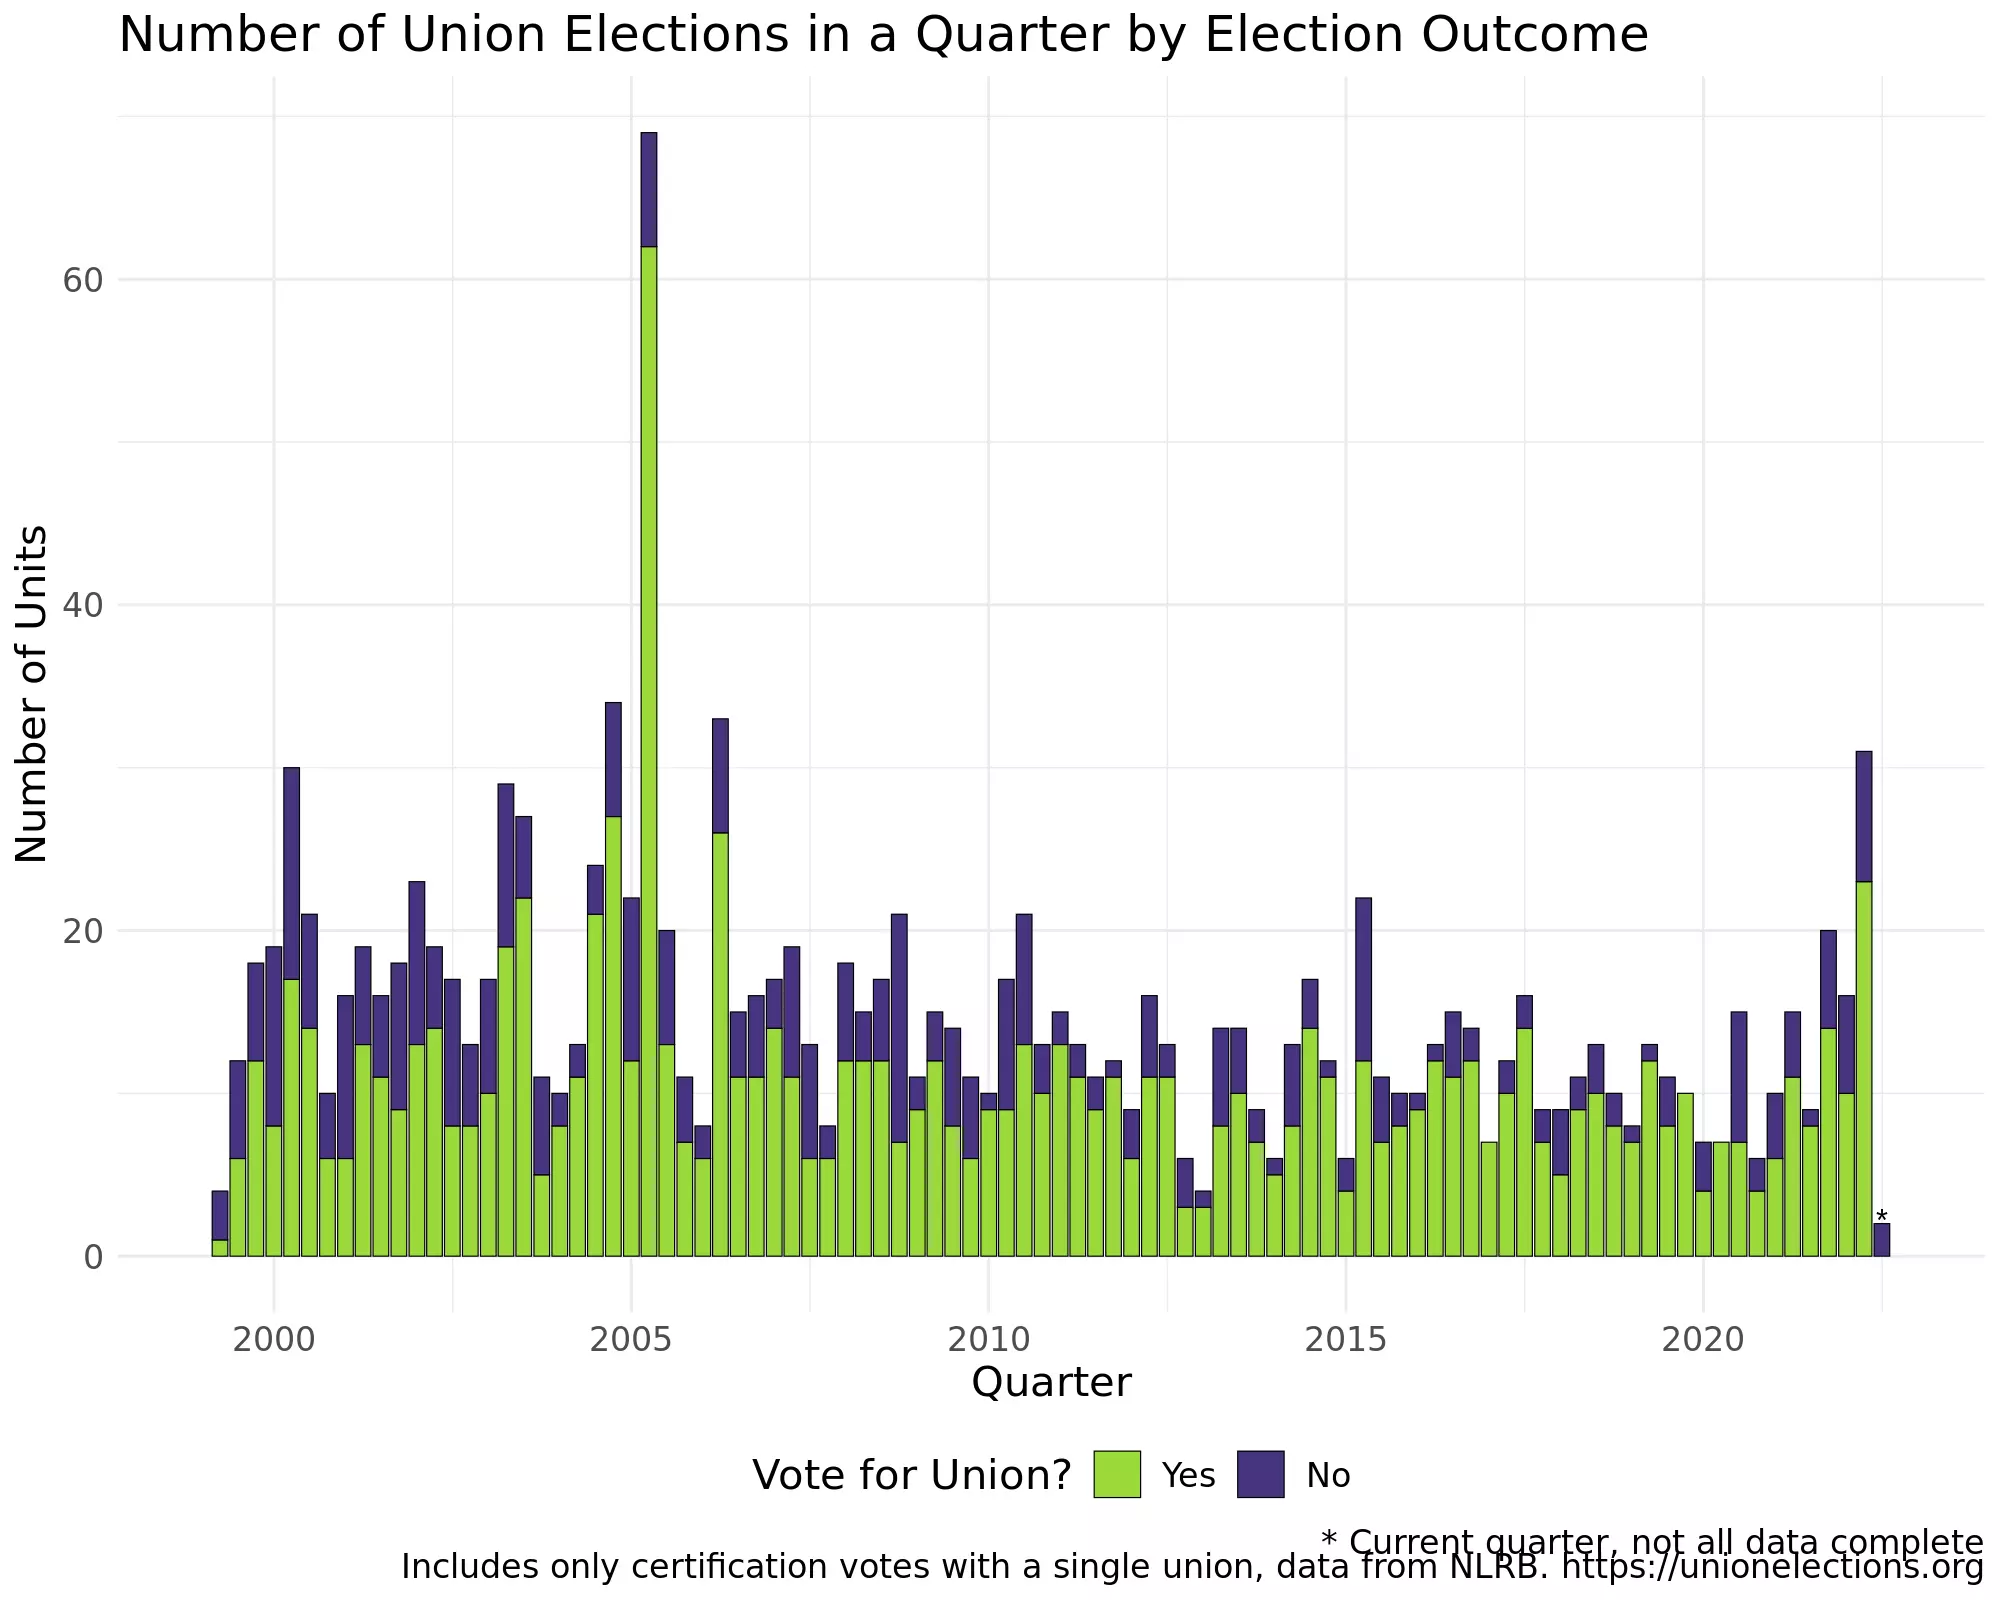 Number of Union Elections in a Quarter by Election Outcome
Number of Units
60
40
20
0
*
2000 2005 2010 2015 2020
Quarter
Vote for Union? Yes No
* Current quarter, not all data complete
Includes only certification votes with a single union, data from NLRB. https://unionelections.org